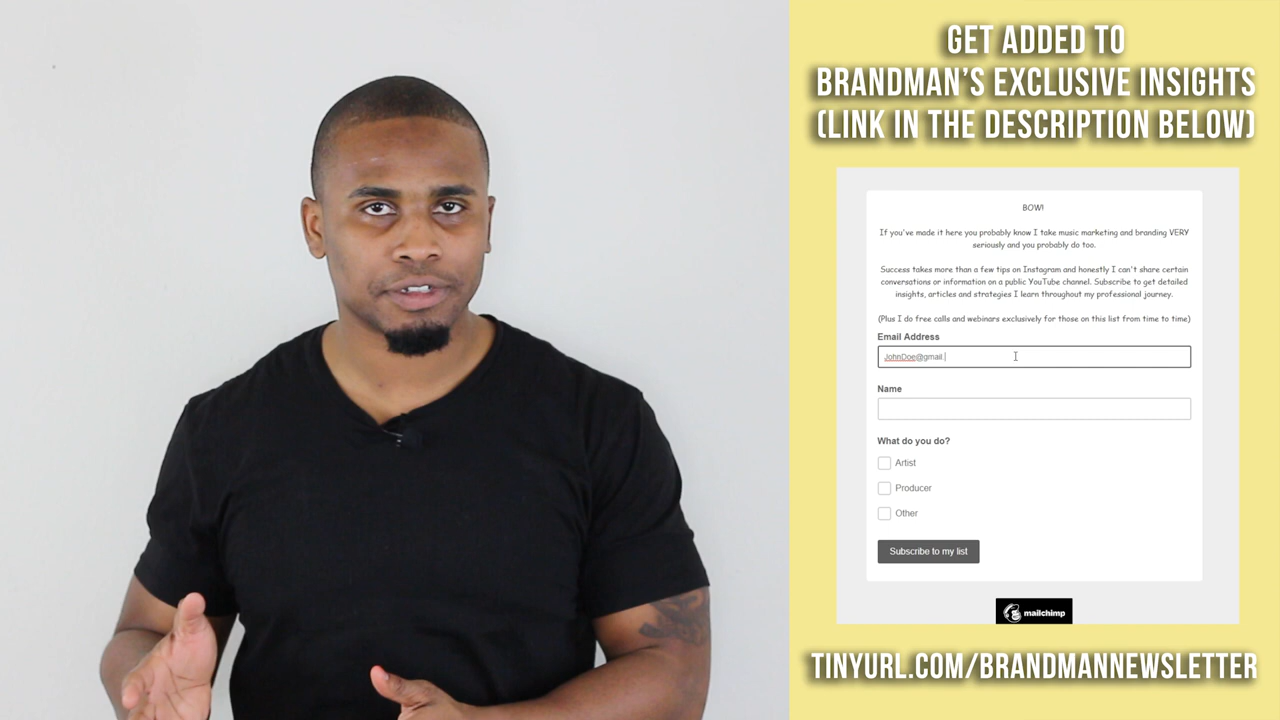 GET ADDED TO
BRANDMAN'S EXCLUSIVE INSIGHTS
(LINK IN THE DESCRIPTION BELOW)
BOW!
If you've made it here you probably know I take music marketing and branding VERY
seriously and you probably do too.
Success takes more than a few tips on Instagram and honestly I can't share certain
conversations or information on a public YouTube channel. Subscribe to get detailed
insights, articles and strategies I learn throughout my professional journey.
(Plus I do free calls and webinars exclusively for those on this list from time to time)
Email Address
JohnDoe@gmail
Name
What do you do?
Artist
Producer
Other
Subscribe to my list
mailchimp
TINYURL.COM/BRANDMANNEWSLETTER